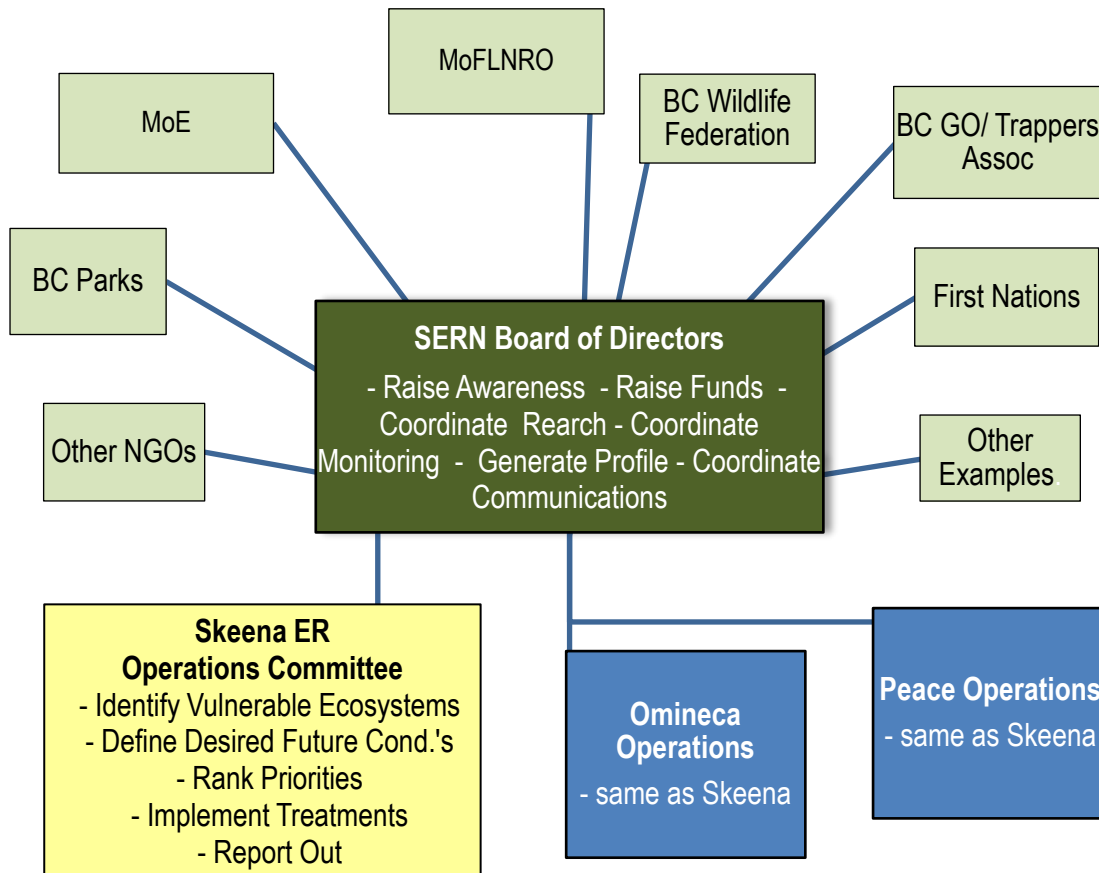 MoFLNRO
MoE
BC Wildlife
Federation
BC GO/ Trappers
Assoc
BC Parks
First Nations
Other NGOs
Other
Examples.
SERN Board of Directors
- Raise Awareness - Raise Funds -
Coordinate Rearch - Coordinate
Monitoring - Generate Profile - Coordinate
Communications
Skeena ER
Operations Committee
- Identify Vulnerable Ecosystems
- Define Desired Future Cond.'s
- Rank Priorities
- Implement Treatments
- Report Out
Omineca
Operations
- same as Skeena
Peace Operations
- same as Skeena